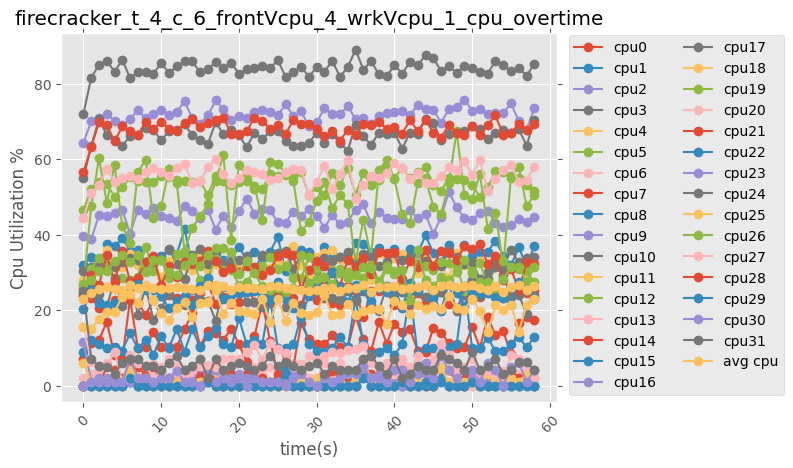 firecracker_t_4_c_6_frontVcpu_4_wrkVcpu_1_cpu_overtime
Cpu Utilization %
80
60
40
20
0
0
10
20
30
40
50
60
time(s)
cpu0
cpu1
cpu2
cpu3
cpu4
cpu5
cpu6
cpu7
cpu8
cpu9
cpu10
cpu11
cpu12
cpu13
cpu14
cpu15
cpu16
cpu17
cpu18
cpu19
cpu20
cpu21
cpu22
cpu23
cpu24
cpu25
cpu26
cpu27
cpu28
cpu29
cpu30
cpu31
avg cpu